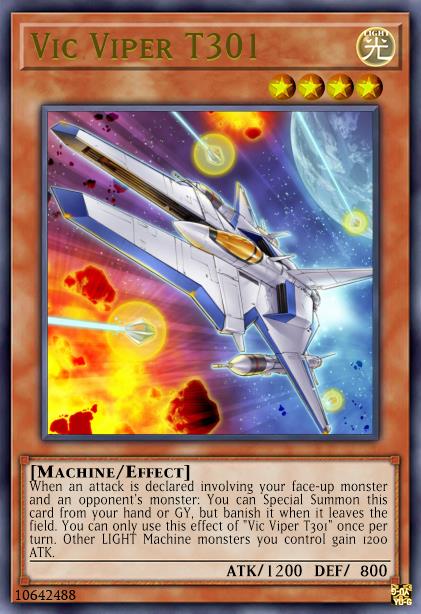 Vic Viper T301
LIGHT
光
[Machine/Effect]
When an attack is declared involving your face-up monster
and an opponent's monster: You can Special Summon this
card from your hand or GY, but banish it when it leaves the
field. You can only use this effect of "Vic Viper T301" once per
turn. Other LIGHT Machine monsters you control gain 1200
ATK.
ATK/1200 DEF/ 800
10642488